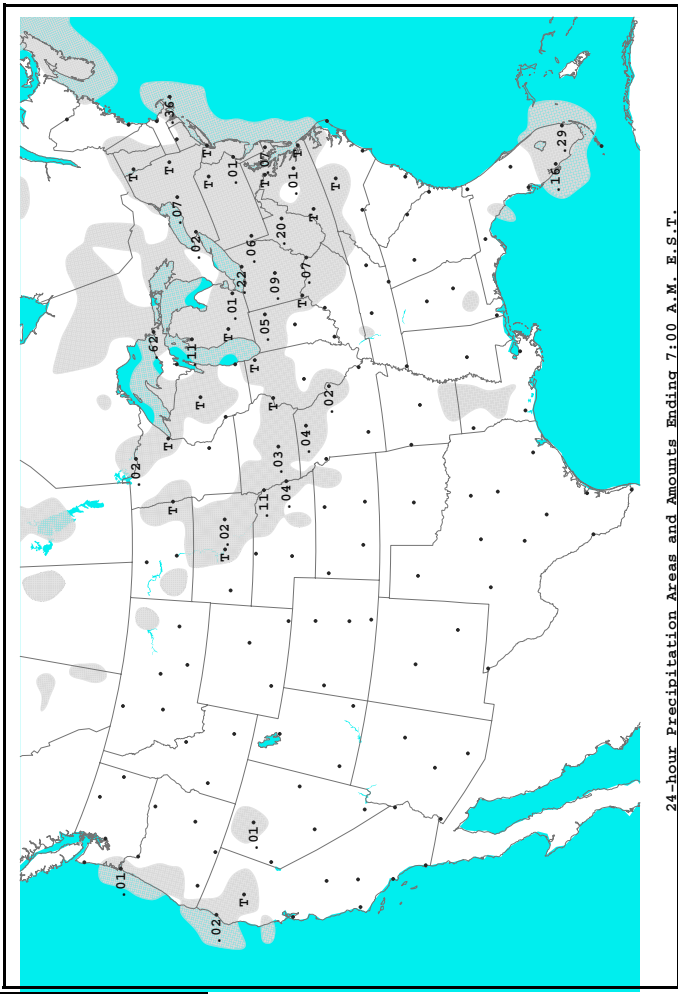 .01
T
.02
.62
T
.36
T
T
.07
.11
.02
T
T
T
.02
T
.02
T
.01
.01
.22
T
.06
.01
T
.11
.05
T
.07
T
.09
.03
.20
.04
.01
T
T
.04
.07
T
.02
T
.16
.29
24-hour Precipitation Areas and Amounts Ending 7:00 A.M. E.S.T.